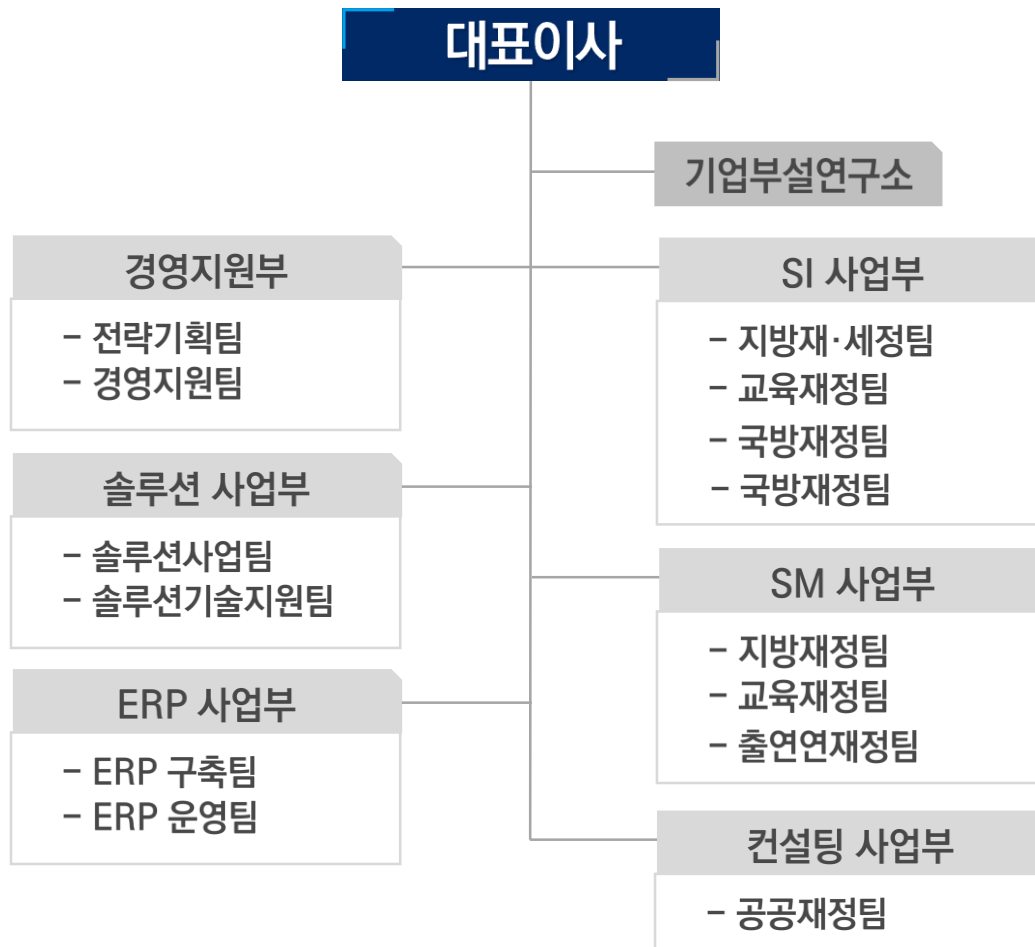 대표이사
기업부설연구소
경영지원부
- 전략기획팀
- 경영지원팀
솔루션 사업부
- 솔루션사업팀
- 솔루션기술지원팀
ERP 사업부
- ERP 구축팀
- ERP 운영팀
SI 사업부
- 지방재·세정팀
- 교육재정팀
- 국방재정팀
- 국방재정팀
SM 사업부
- 지방재정팀
- 교육재정팀
- 출연연재정팀
컨설팅 사업부
- 공공재정팀